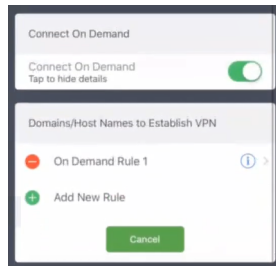 Connect On Demand
Connect On Demand
Tap to hide details
Domains/Host Names to Establish VPN
On Demand Rule 1
Add New Rule
Cancel